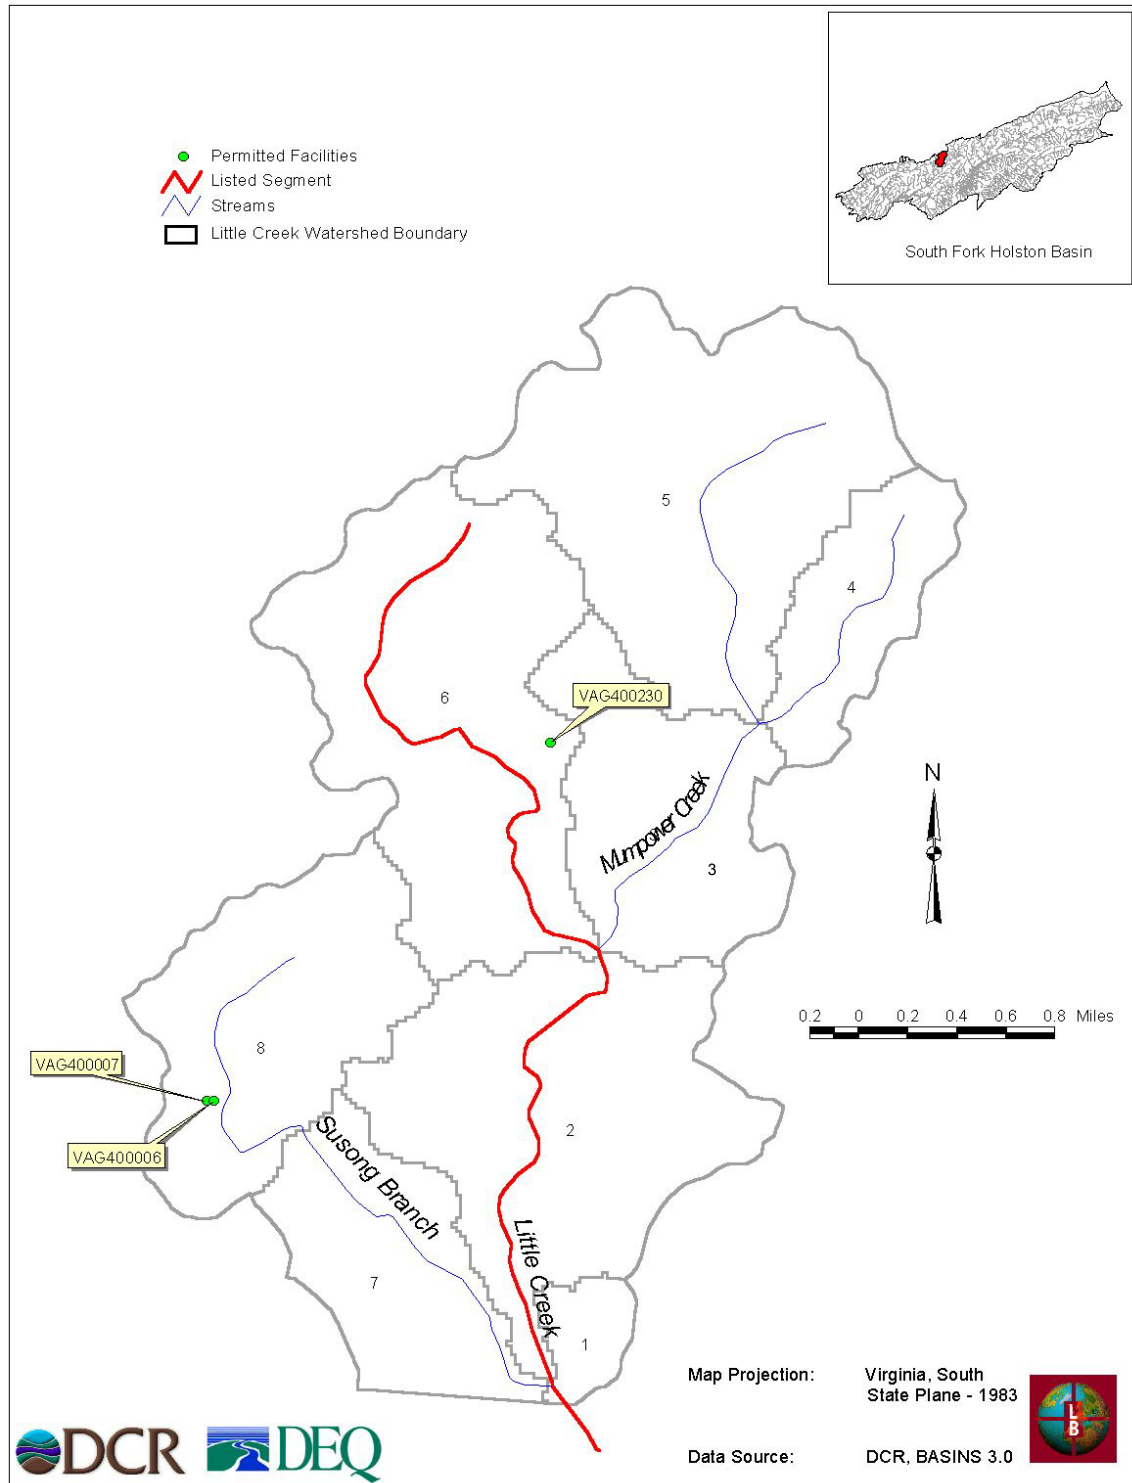 Permitted Facilities
Listed Segment
Streams
Little Creek Watershed Boundary
South Fork Holston Basin
5
4
6
VAG400230
Mumpower Creek
3
N
0.2 0 0.2 0.4 0.6 0.8 Miles
8
VAG400007
VAG400006
2
Susong Branch
Little Creek
7
1
Map Projection: Virginia, South
State Plane - 1983
Data Source: DCR, BASINS 3.0
DCR
DEQ
L
B